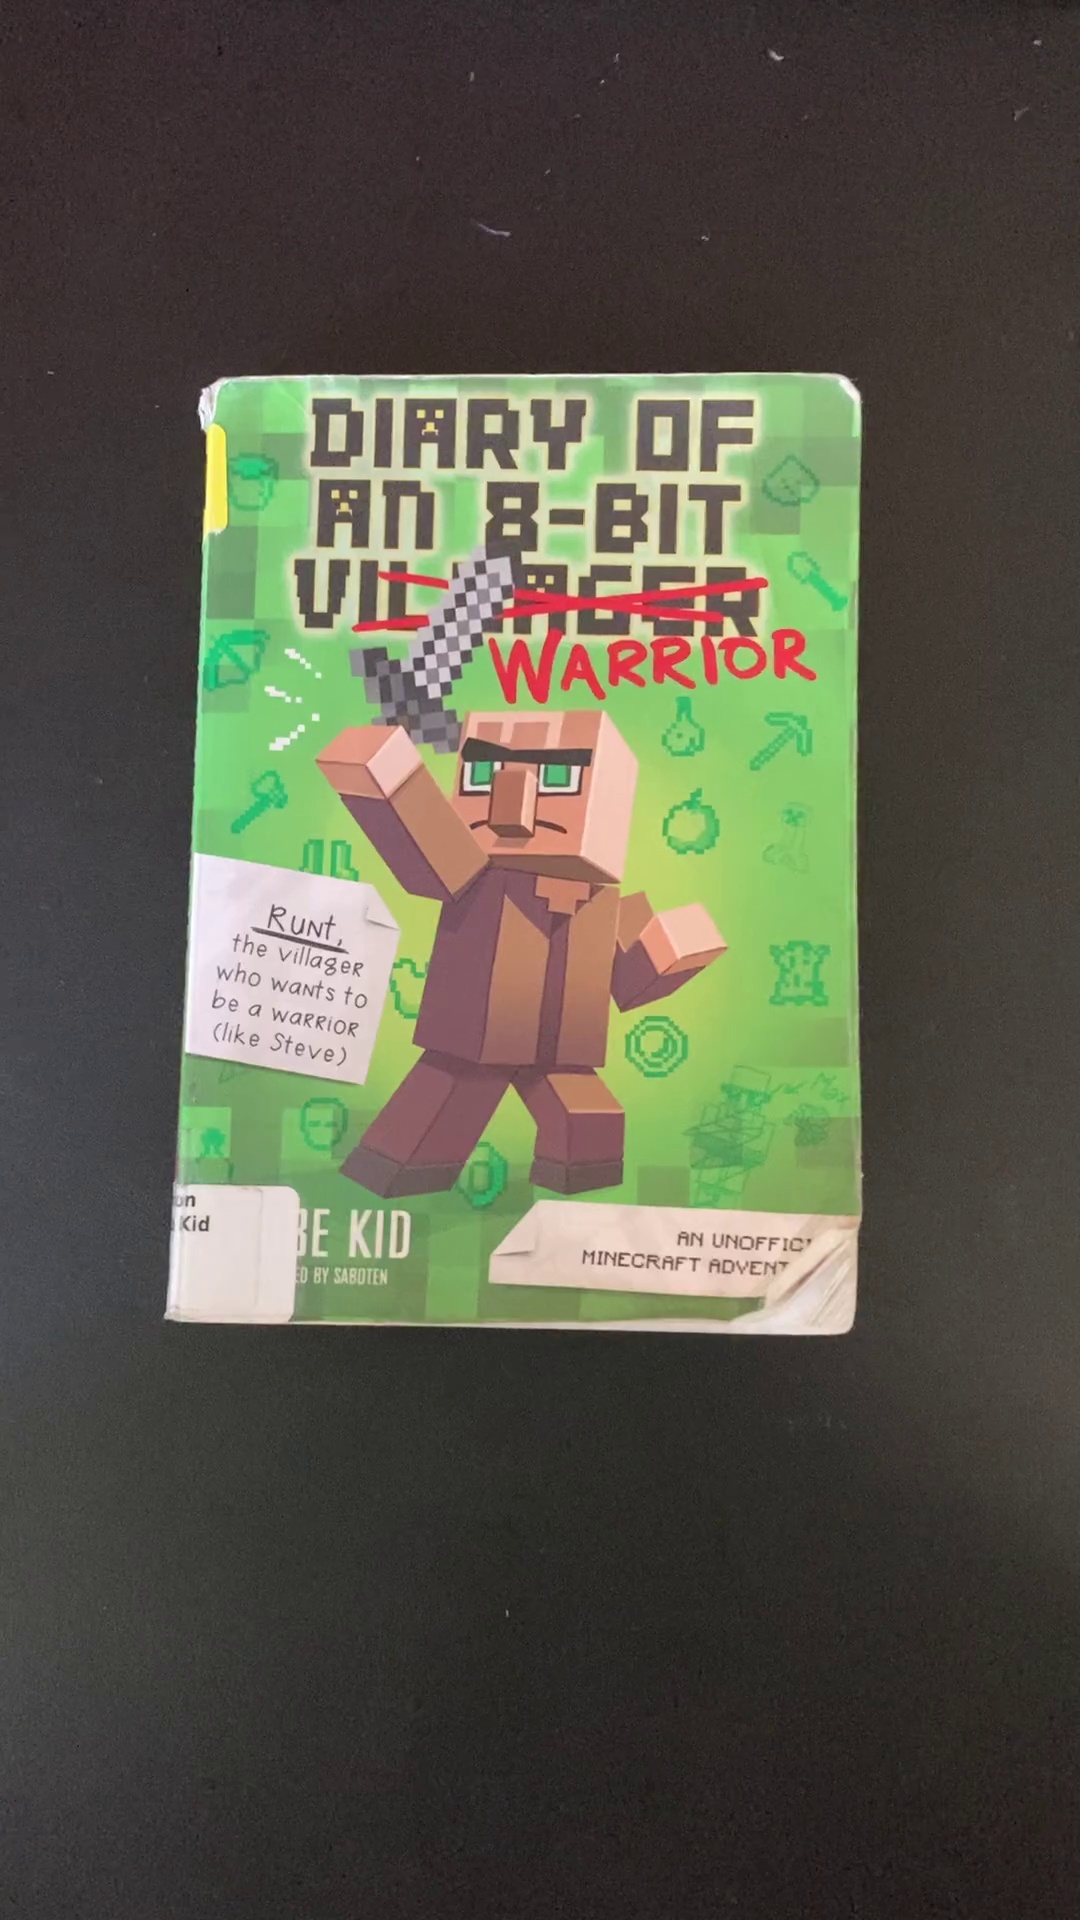 DIARY OF
AN 8-BIT
VILLAGER
WARRIOR
RUNT,
the villager
who wants to
be a warrior
(like Steve)
on
Kid
BE KID
ED BY SABOTEN
AN UNOFFIC
MINECRAFT ADVENT